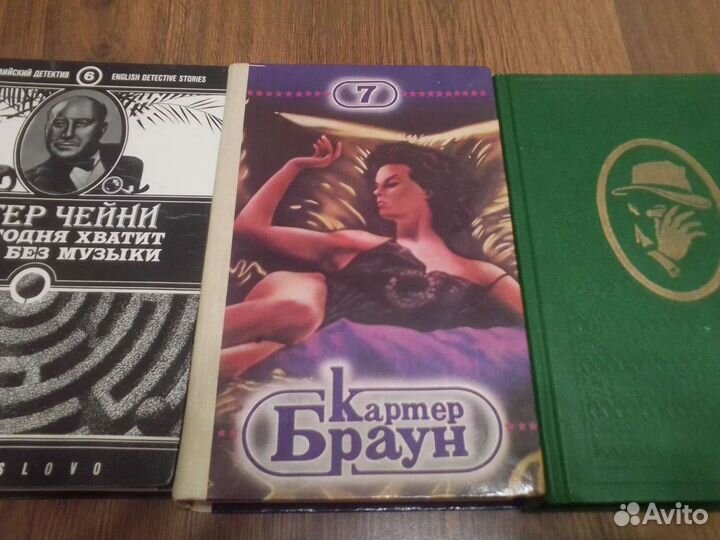 ИЙСКИЙ ДЕТЕКТИВ 6 ENGLISH DETECTIVE STORIES
ТЕР ЧЕЙНИ
ГОДНЯ ХВАТИТ
БЕЗ МУЗЫКИ
SLOVO
7
Картер
Браун
Avito